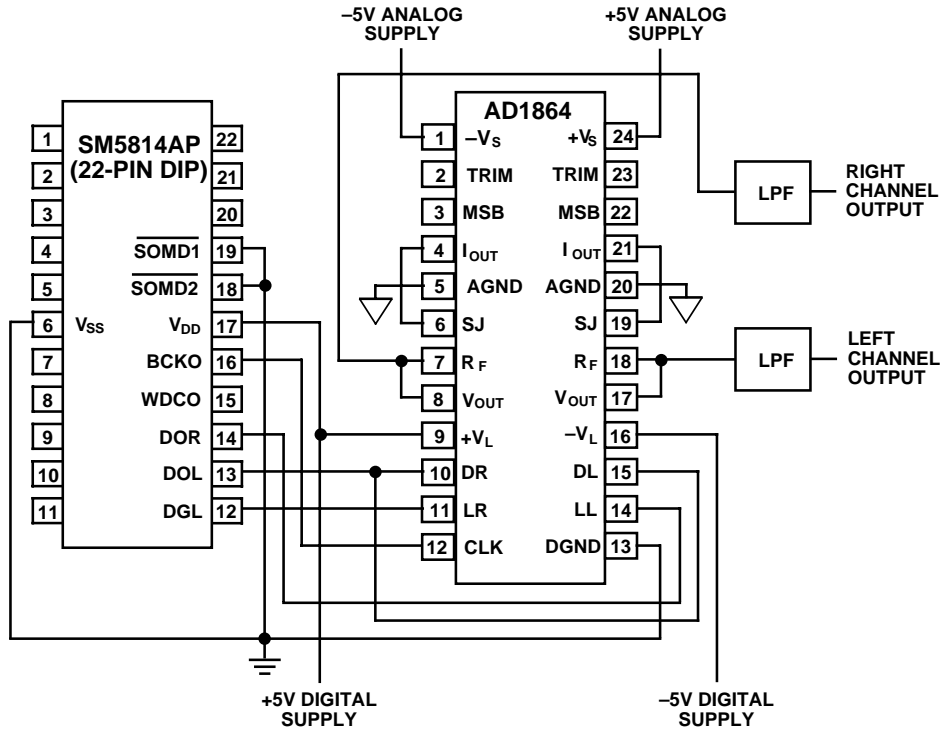 –5V ANALOG
SUPPLY
+5V ANALOG
SUPPLY
SM5814AP
(22-PIN DIP)
1
2
3
4
5
6
7
8
9
10
11
22
21
20
19
18
17
16
15
14
13
12
SOMD1
SOMD2
VSS
VDD
BCKO
WDCO
DOR
DOL
DGL
AD1864
1 –VS
2 TRIM
3 MSB
4 IOUT
5 AGND
6 SJ
7 RF
8 VOUT
9 +VL
10 DR
11 LR
12 CLK
+VS 24
TRIM 23
MSB 22
IOUT 21
AGND 20
SJ 19
RF 18
VOUT 17
–VL 16
DL 15
LL 14
DGND 13
LPF
RIGHT
CHANNEL
OUTPUT
LPF
LEFT
CHANNEL
OUTPUT
+5V DIGITAL
SUPPLY
–5V DIGITAL
SUPPLY